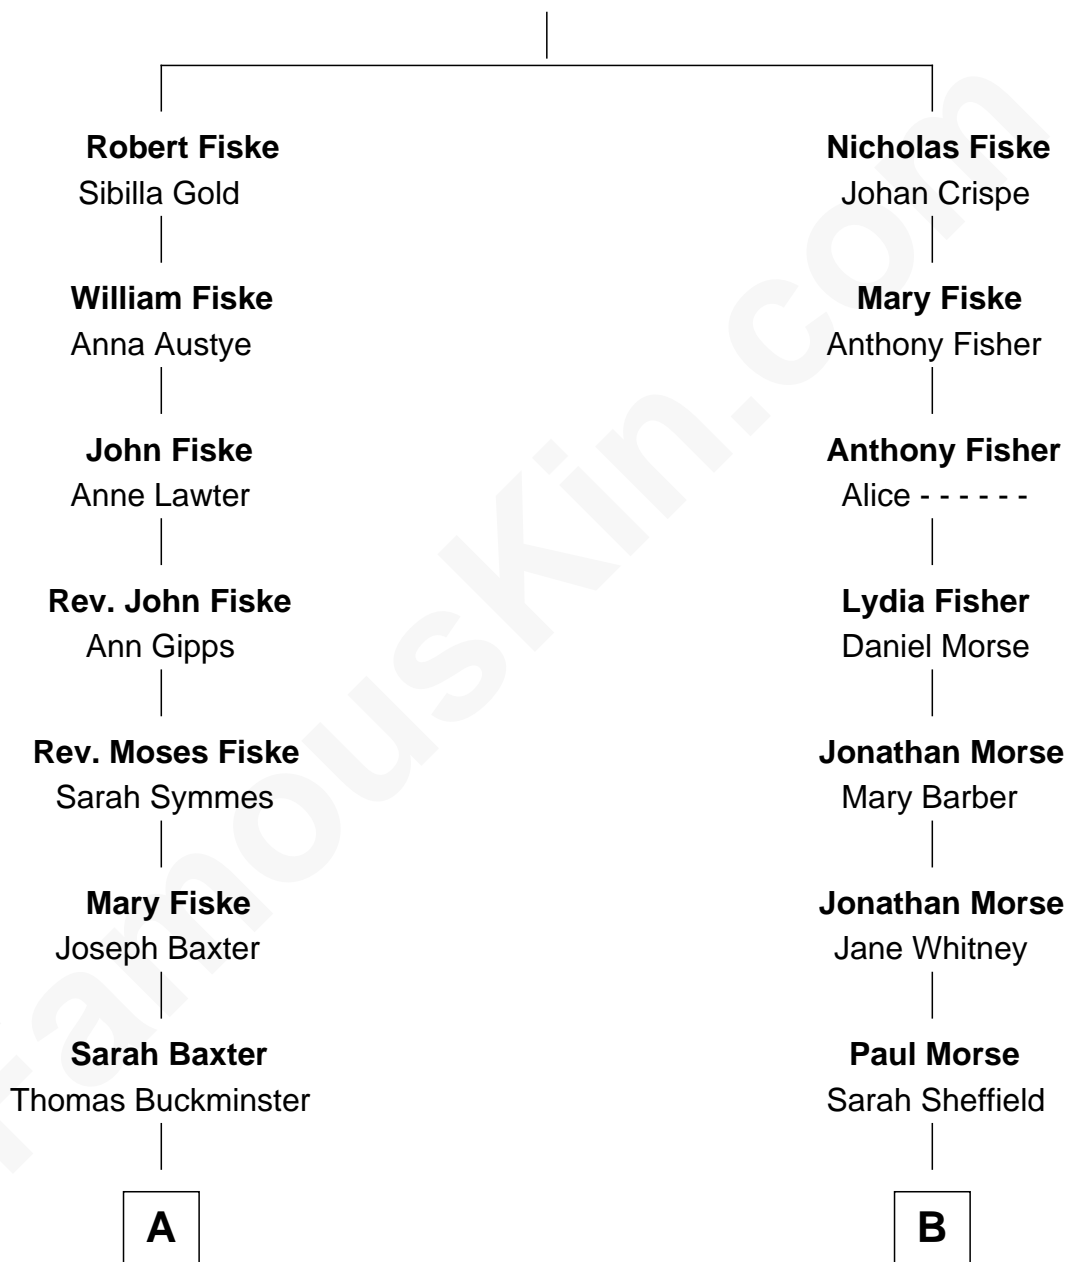 Robert Fiske
Sibilla Gold
William Fiske
Anna Austye
John Fiske
Anne Lawter
Rev. John Fiske
Ann Gipps
Rev. Moses Fiske
Sarah Symmes
Mary Fiske
Joseph Baxter
Sarah Baxter
Thomas Buckminster
A
Nicholas Fiske
Johan Crispe
Mary Fiske
Anthony Fisher
Anthony Fisher
Alice - - - - - -
Lydia Fisher
Daniel Morse
Jonathan Morse
Mary Barber
Jonathan Morse
Jane Whitney
Paul Morse
Sarah Sheffield
B
FamousKin.com